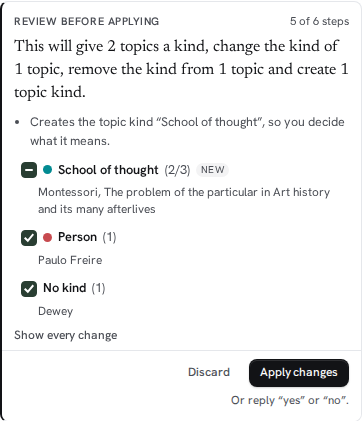 REVIEW BEFORE APPLYING
5 of 6 steps
This will give 2 topics a kind, change the kind of
1 topic, remove the kind from 1 topic and create 1
topic kind.
• Creates the topic kind “School of thought”, so you decide
what it means.
School of thought (2/3) NEW
Montessori, The problem of the particular in Art history
and its many afterlives
Person (1)
Paulo Freire
No kind (1)
Dewey
Show every change
Discard
Apply changes
Or reply “yes” or “no”.